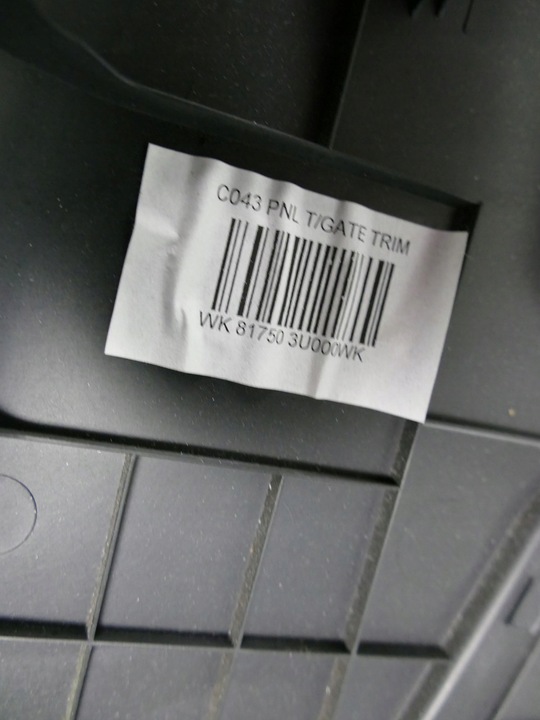 C043 PNL T/GATE TRIM
WK 81750 3U000WK